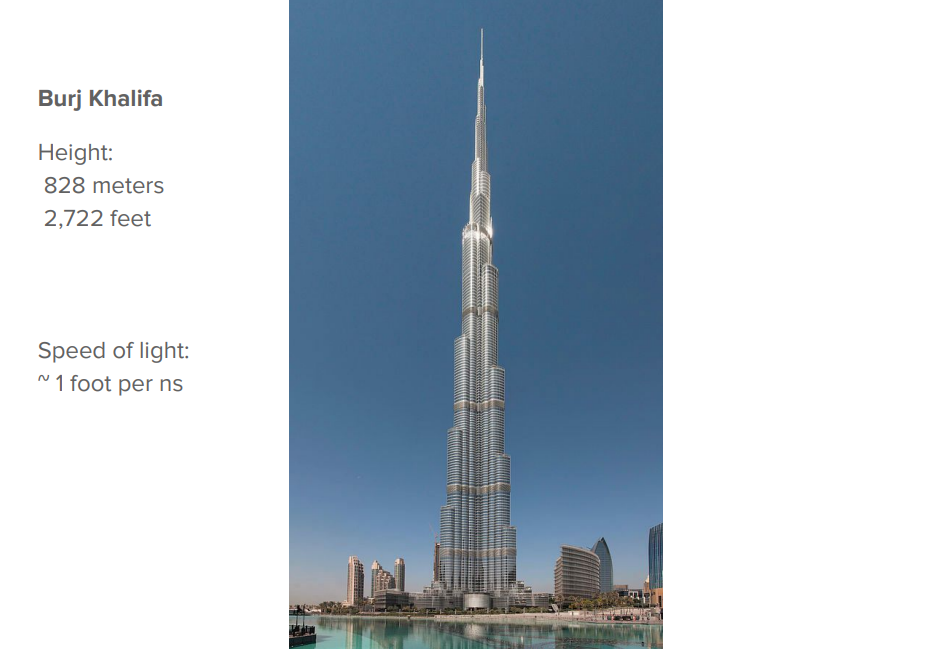 Burj Khalifa
Height:
828 meters
2,722 feet
Speed of light:
~ 1 foot per ns